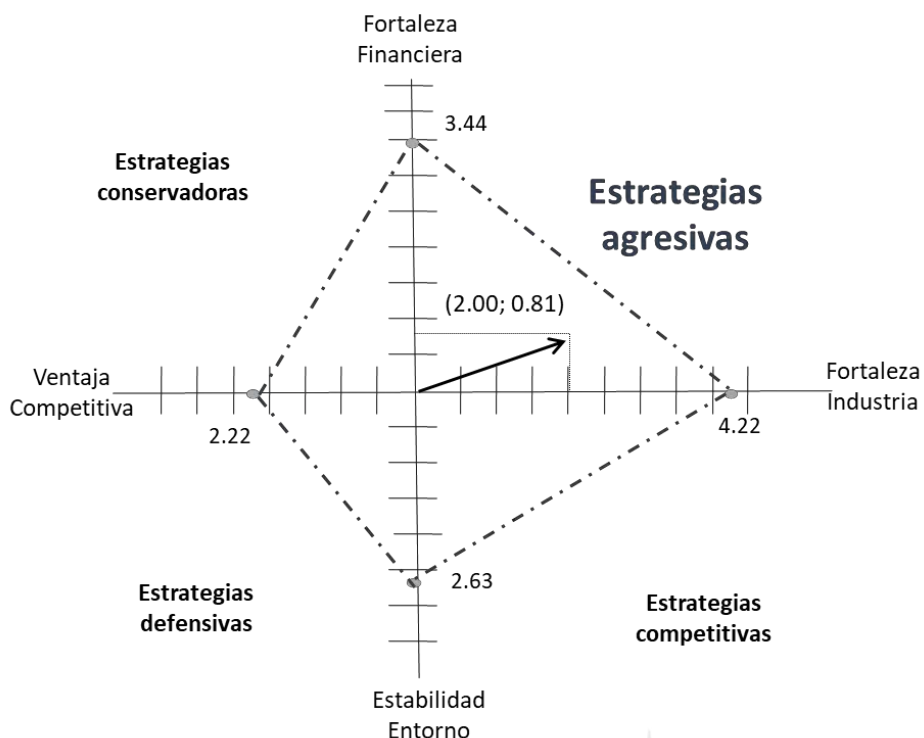 Fortaleza
Financiera
3.44
Estrategias
conservadoras
Estrategias
agresivas
(2.00; 0.81)
Ventaja
Competitiva
Fortaleza
Industria
2.22
4.22
2.63
Estrategias
defensivas
Estrategias
competitivas
Estabilidad
Entorno